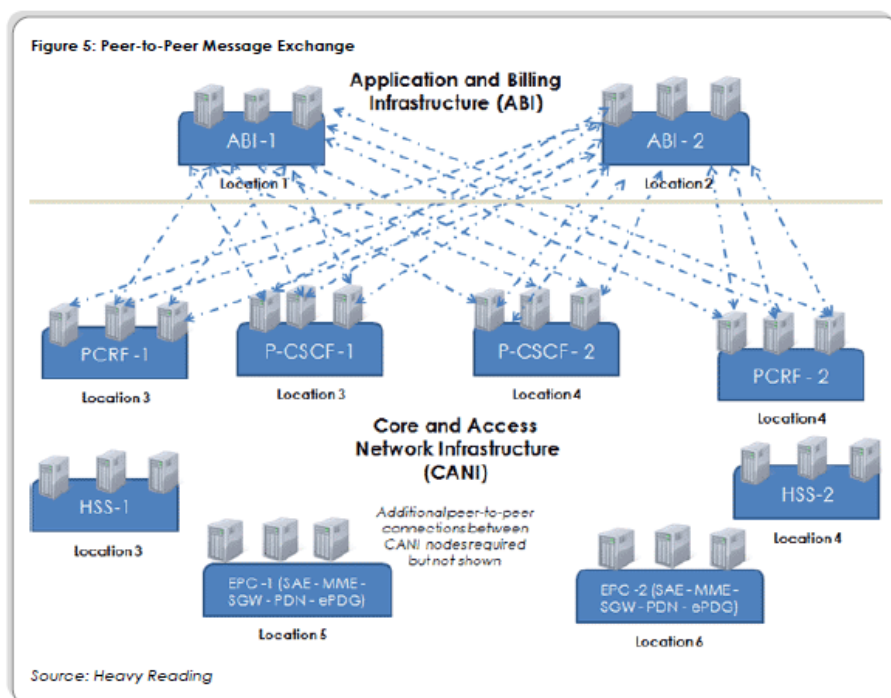 Figure 5: Peer-to-Peer Message Exchange
Application and Billing
Infrastructure (ABI)
ABI -1
ABI - 2
Location 1
Location 2
PCRF -1
P-CSCF -1
P-CSCF - 2
PCRF - 2
Location 3
Location 3
Location 4
Location 4
Core and Access
Network Infrastructure
(CANI)
HSS-1
HSS-2
Location 3
Location 4
Additional peer-to-peer
connections between
CANI nodes required
but not shown
EPC -1 (SAE - MME -
SGW - PDN - ePDG)
EPC -2 (SAE - MME -
SGW - PDN - ePDG)
Location 5
Location 6
Source: Heavy Reading